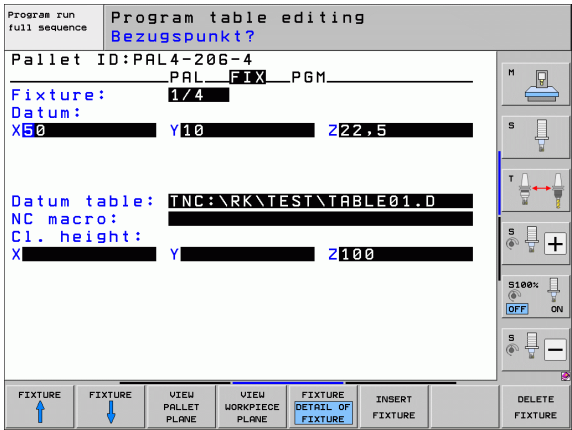 Program run
full sequence
Program table editing
Bezugspunkt?
Pallet ID:PAL4-206-4
PAL FIX PGM
Fixture: 1/4
Datum:
X50 Y10 Z22,5
Datum table: TNC:\RK\TEST\TABLE01.D
NC macro:
Cl. height:
X Y Z100
M
S
T
S
S100%
OFF ON
S
FIXTURE
FIXTURE
VIEW
PALLET
PLANE
VIEW
WORKPIECE
PLANE
FIXTURE
DETAIL OF
FIXTURE
INSERT
FIXTURE
DELETE
FIXTURE